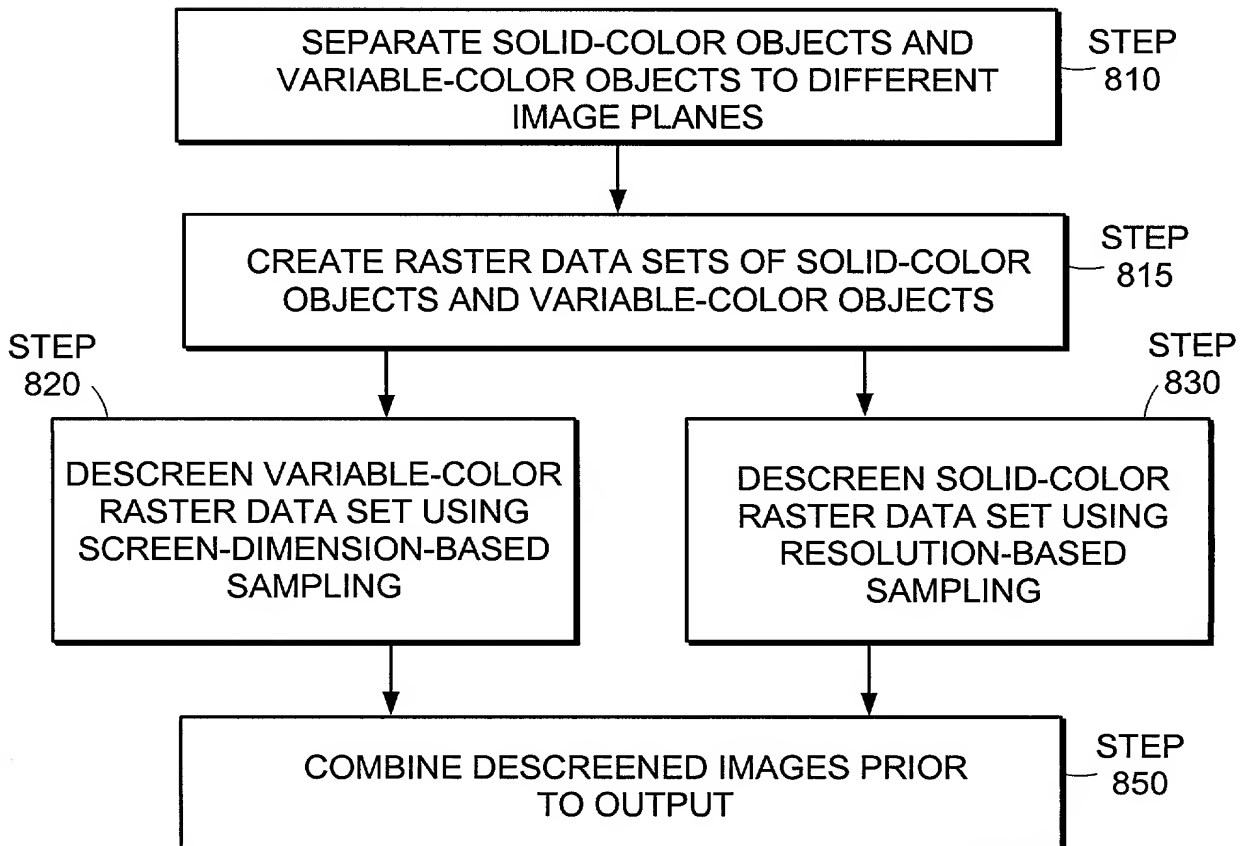 SEPARATE SOLID-COLOR OBJECTS AND
VARIABLE-COLOR OBJECTS TO DIFFERENT
IMAGE PLANES
STEP
810
CREATE RASTER DATA SETS OF SOLID-COLOR
OBJECTS AND VARIABLE-COLOR OBJECTS
STEP
815
STEP
820
DESCREEN VARIABLE-COLOR
RASTER DATA SET USING
SCREEN-DIMENSION-BASED
SAMPLING
STEP
830
DESCREEN SOLID-COLOR
RASTER DATA SET USING
RESOLUTION-BASED
SAMPLING
COMBINE DESCREENED IMAGES PRIOR
TO OUTPUT
STEP
850